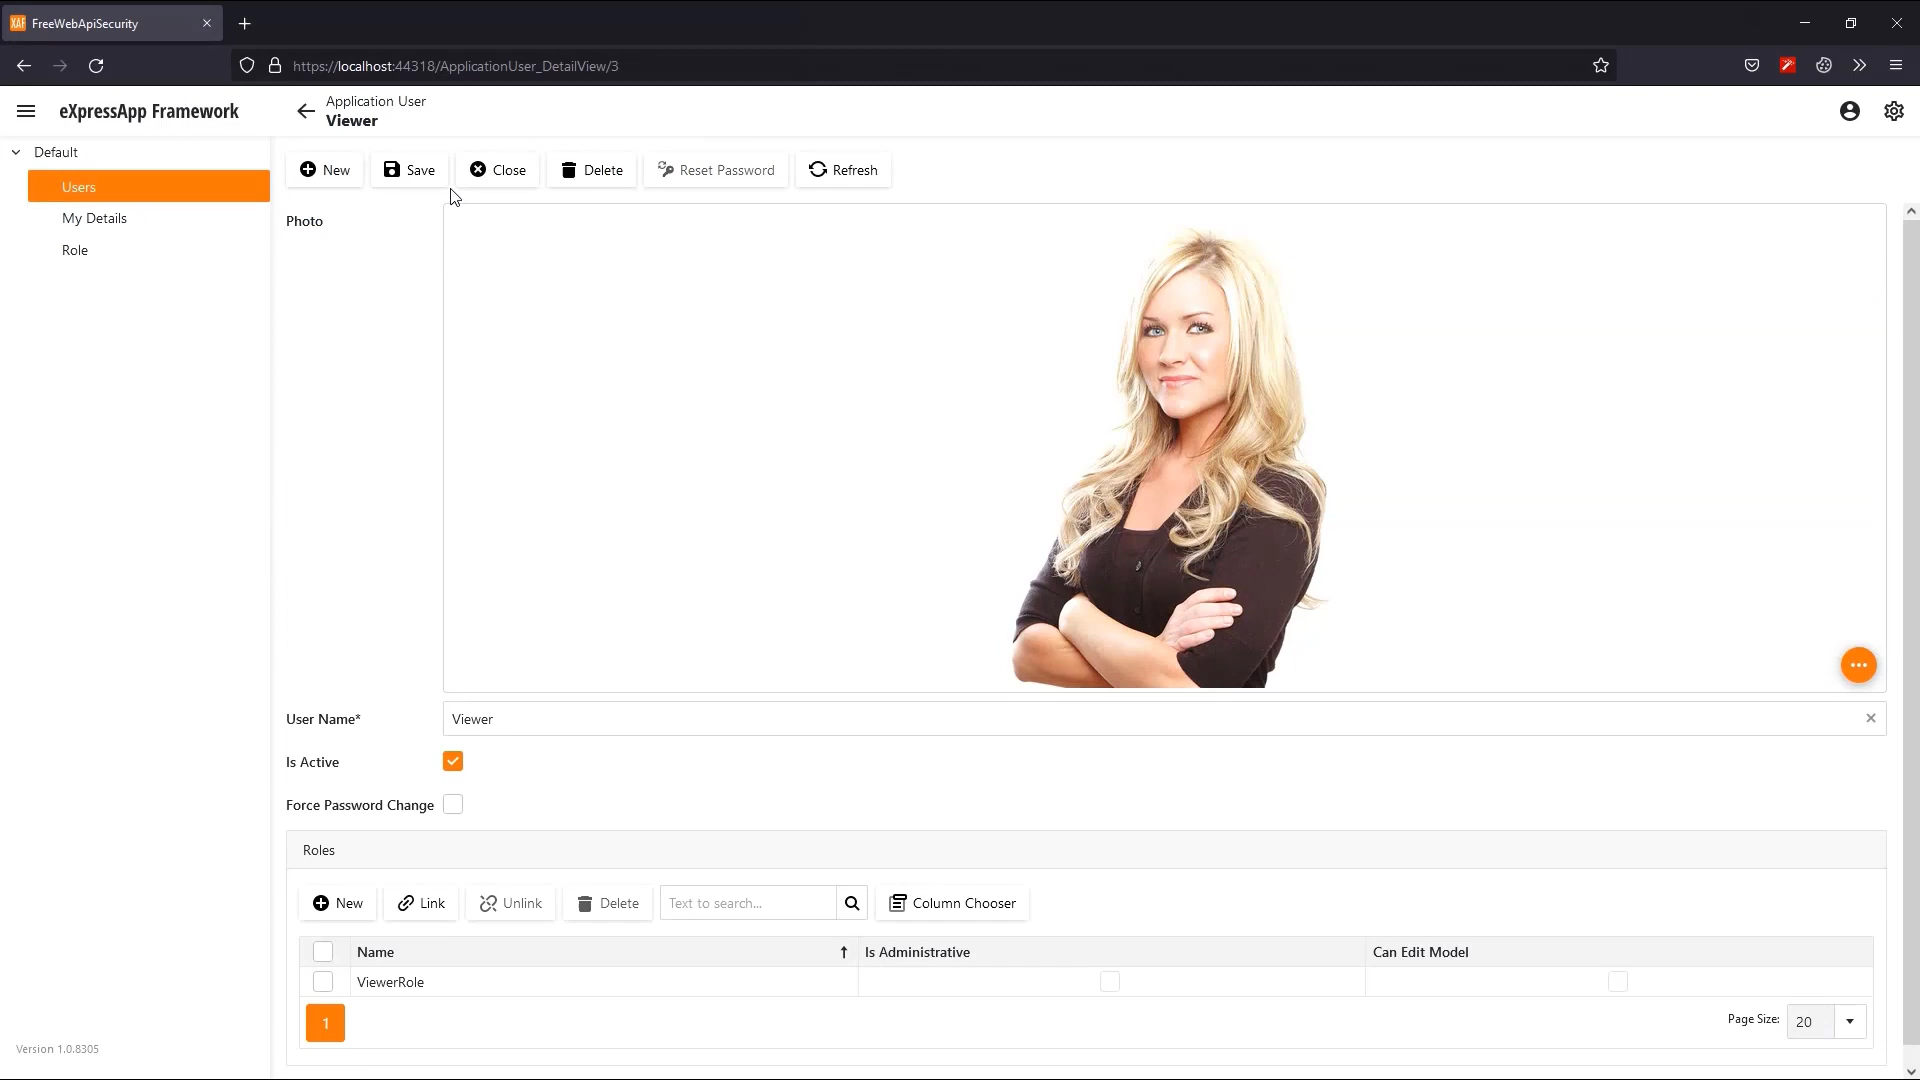 XAF FreeWebApiSecurity
https://localhost:44318/ApplicationUser_DetailView/3
eXpressApp Framework
Application User
Viewer
Default
Users
My Details
Role
New Save Close Delete Reset Password Refresh
Photo
User Name* Viewer
Is Active
Force Password Change
Roles
New Link Unlink Delete Text to search... Column Chooser
Name Is Administrative Can Edit Model
ViewerRole
1 Page Size: 20
Version 1.0.8305